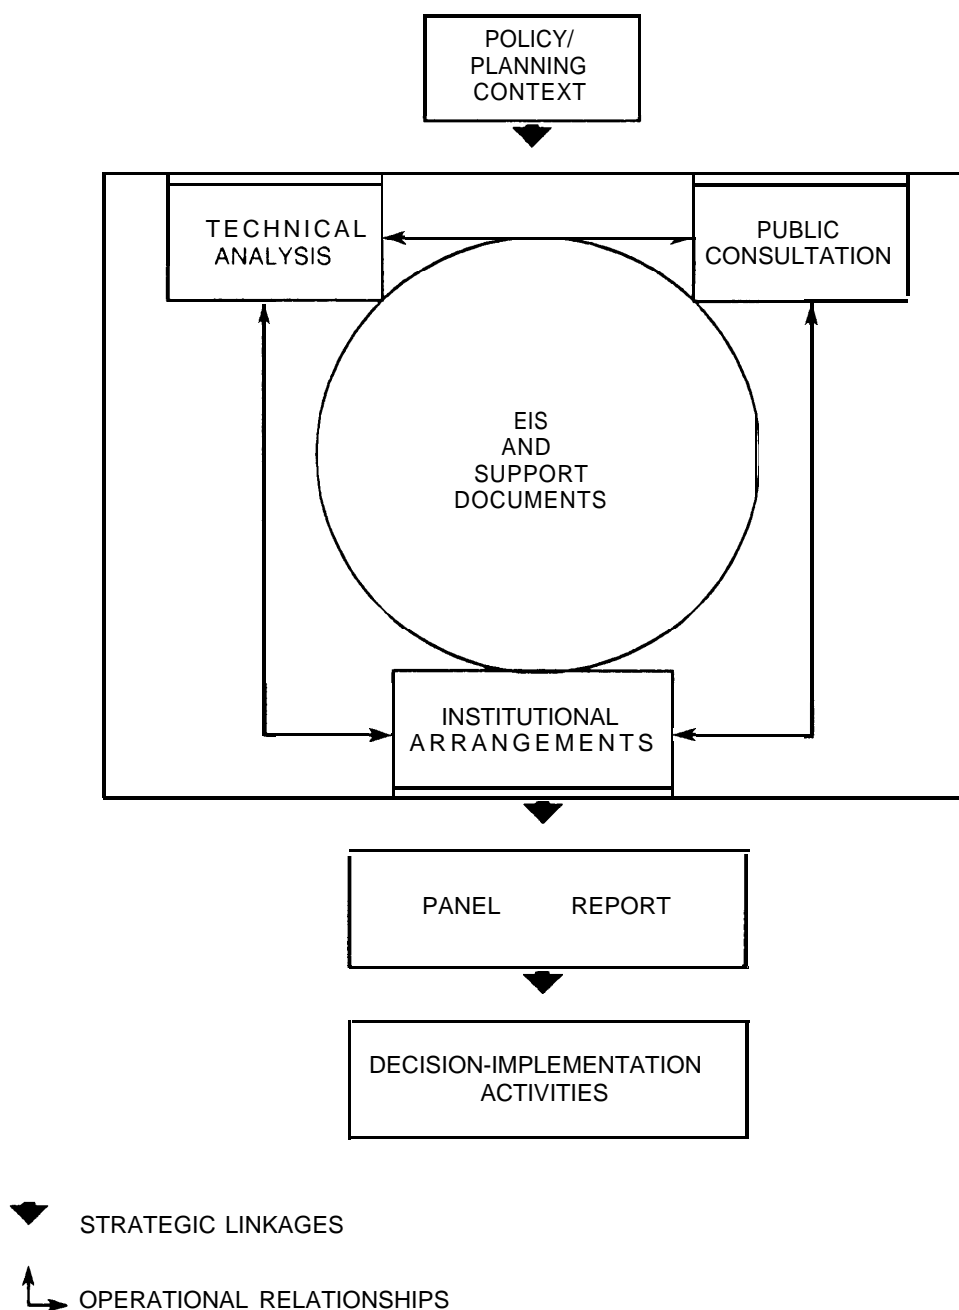 POLICY/
PLANNING
CONTEXT
TECHNICAL
ANALYSIS
PUBLIC
CONSULTATION
EIS
AND
SUPPORT
DOCUMENTS
INSTITUTIONAL
ARRANGEMENTS
PANEL REPORT
DECISION-IMPLEMENTATION
ACTIVITIES
STRATEGIC LINKAGES
OPERATIONAL RELATIONSHIPS